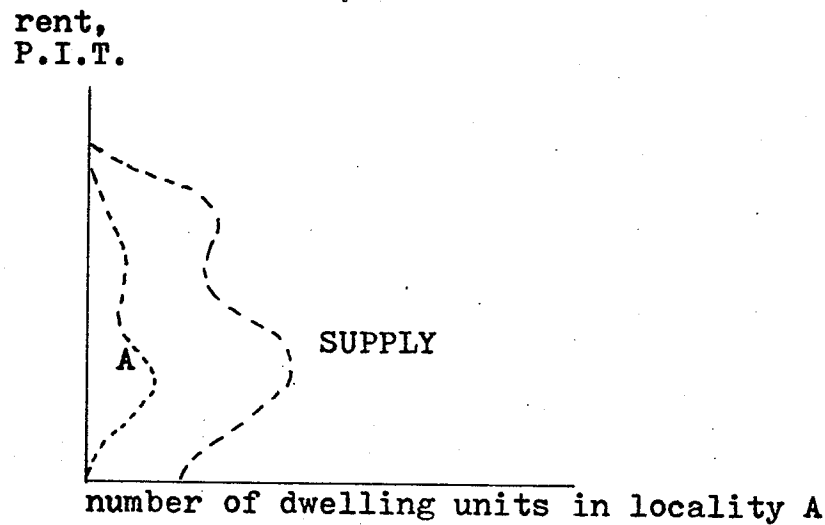 rent,
P.I.T.
A
SUPPLY
number of dwelling units in locality A